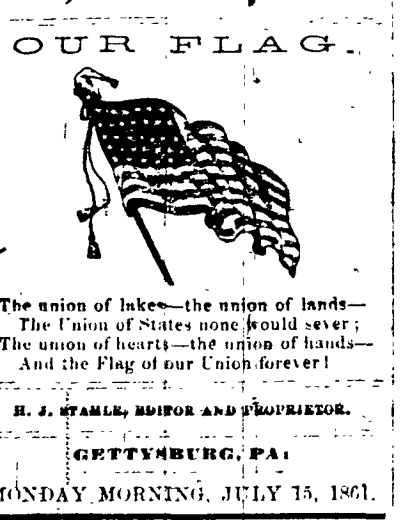 OUR FLAG.
The union of lakes—the union of lands—
The Union of States none would sever;
The union of hearts—the union of hands—
And the Flag of our Union forever!
H. J. STAHLE, EDITOR AND PROPRIETOR.
GETTYSBURG, PA:
MONDAY MORNING, JULY 15, 1861.